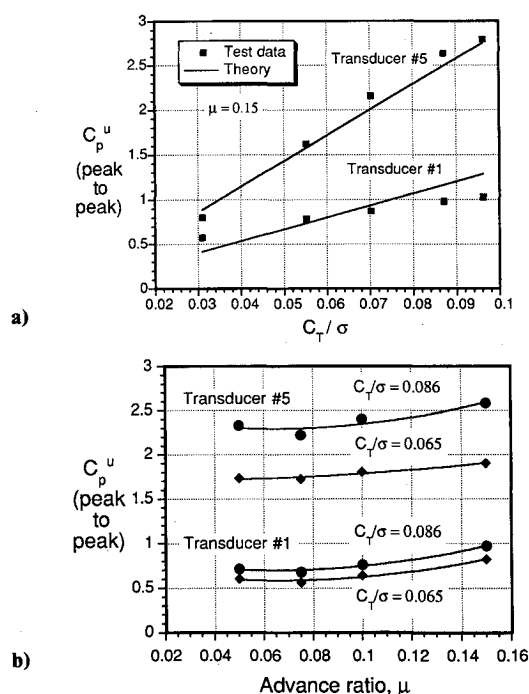 3
2.5
2
1.5
1
0.5
0
C_p^u
(peak
to
peak)
Test data
Theory
μ = 0.15
Transducer #5
Transducer #1
0.02 0.03 0.04 0.05 0.06 0.07 0.08 0.09 0.1
C_T / σ
a)
3
2.5
2
1.5
1
0.5
0
C_p^u
(peak
to
peak)
Transducer #5
C_T/σ = 0.086
C_T/σ = 0.065
Transducer #1
C_T/σ = 0.086
C_T/σ = 0.065
0.02 0.04 0.06 0.08 0.10 0.12 0.14 0.16
b)
Advance ratio, μ